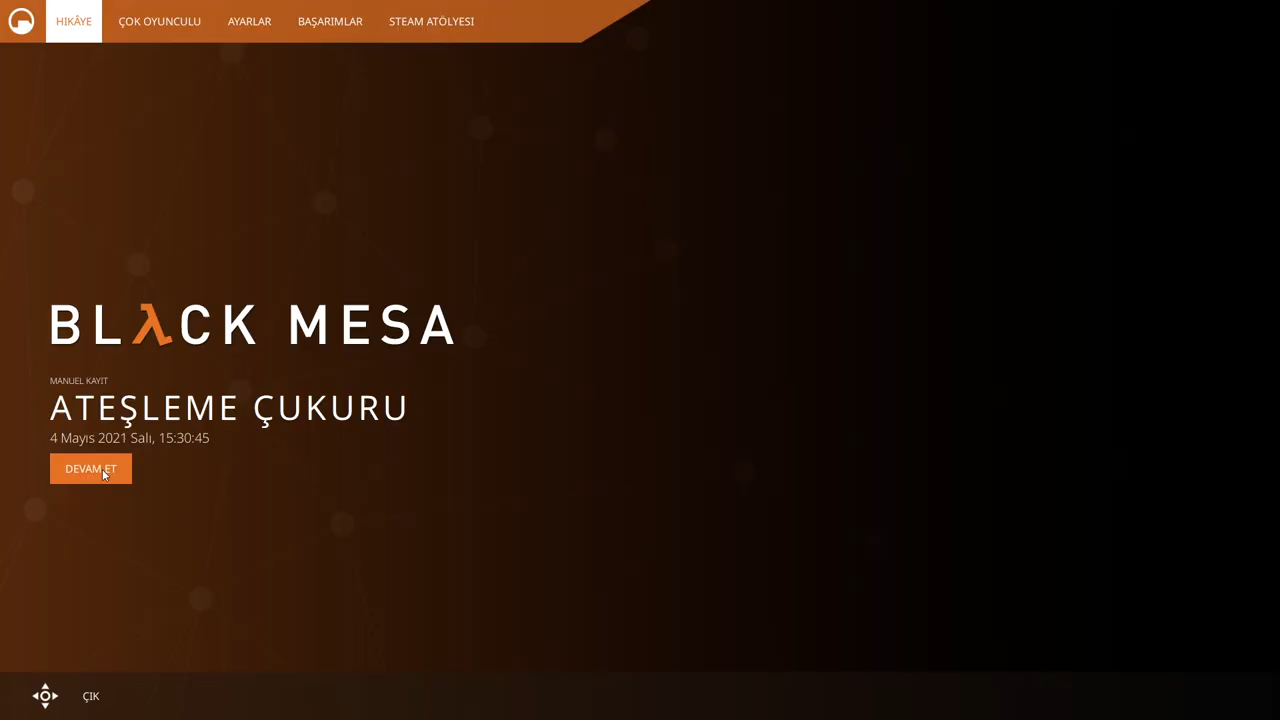 HİKÂYE ÇOK OYUNCULU AYARLAR BAŞARIMLAR STEAM ATÖLYESİ
BLλCK MESA
MANUEL KAYIT
ATEŞLEME ÇUKURU
4 Mayıs 2021 Salı, 15:30:45
DEVAM ET
ÇIK